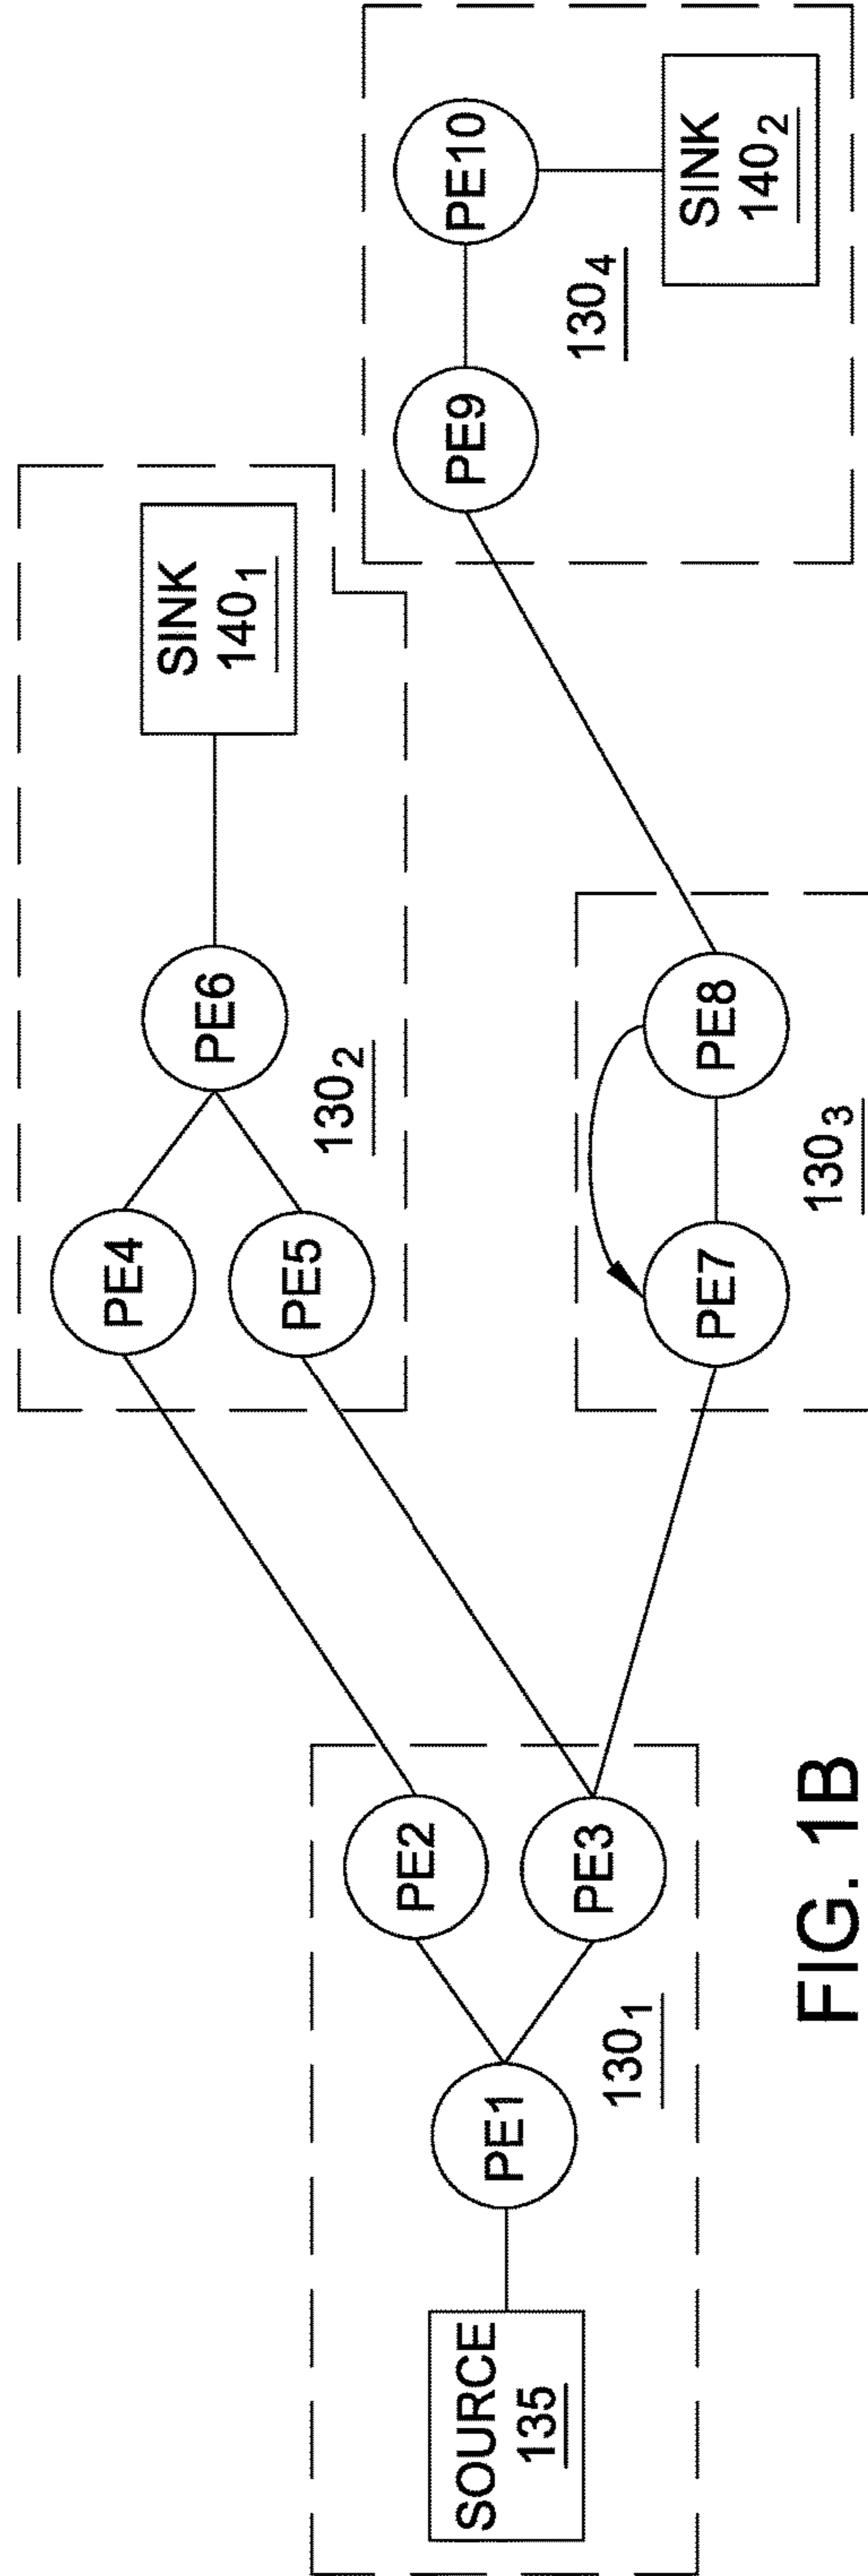 SOURCE
135
PE1
PE2
PE3
130₁
PE4
PE5
PE6
130₂
SINK
140₁
PE7
PE8
130₃
PE9
PE10
130₄
SINK
140₂
FIG. 1B